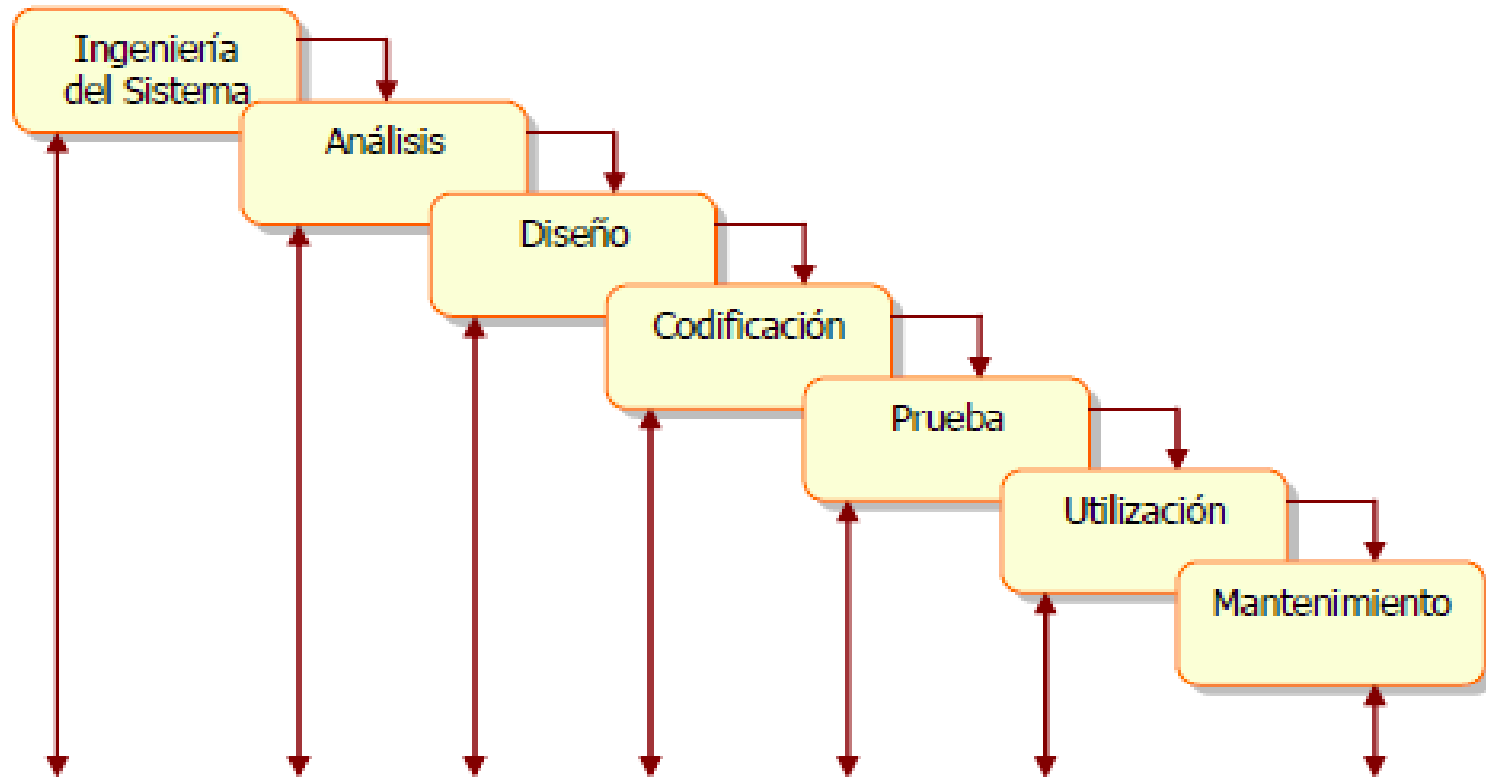 Ingeniería
del Sistema
Análisis
Diseño
Codificación
Prueba
Utilización
Mantenimiento